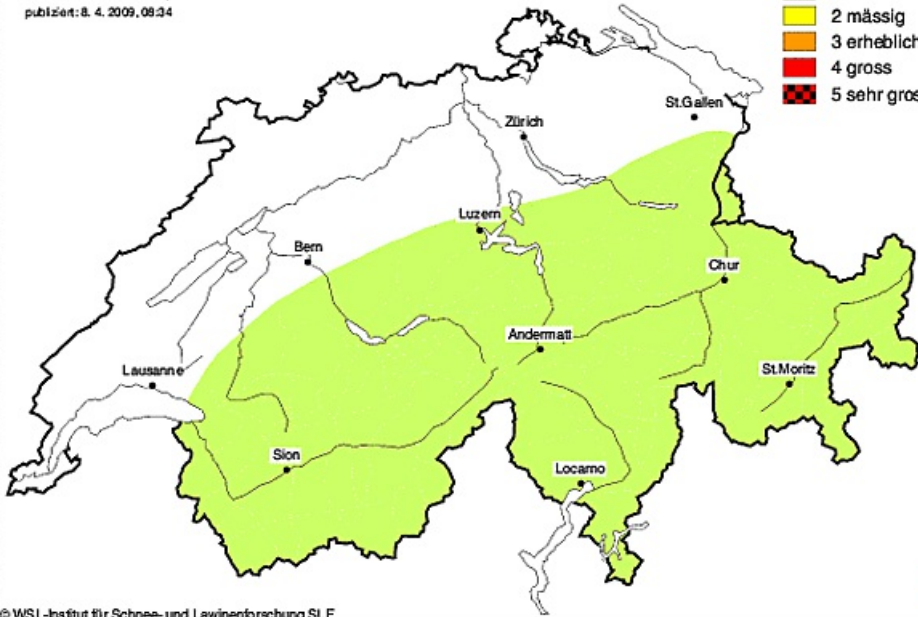 publiziert: 8. 4. 2009, 08:34
2 mässig
3 erheblich
4 gross
5 sehr gros
St.Gallen
Zürich
Luzern
Bern
Chur
Andermatt
Lausanne
St.Moritz
Sion
Locarno
© WSL-Institut für Schnee- und Lawinenforschung SLF